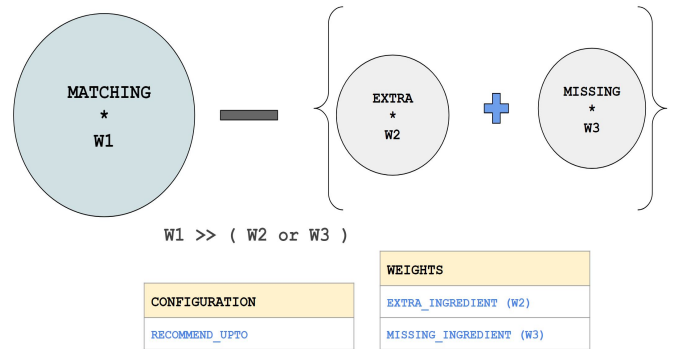 MATCHING
*
W1
EXTRA
*
W2
MISSING
*
W3
W1 >> ( W2 or W3 )
CONFIGURATION
RECOMMEND_UPTO
WEIGHTS
EXTRA_INGREDIENT (W2)
MISSING_INGREDIENT (W3)